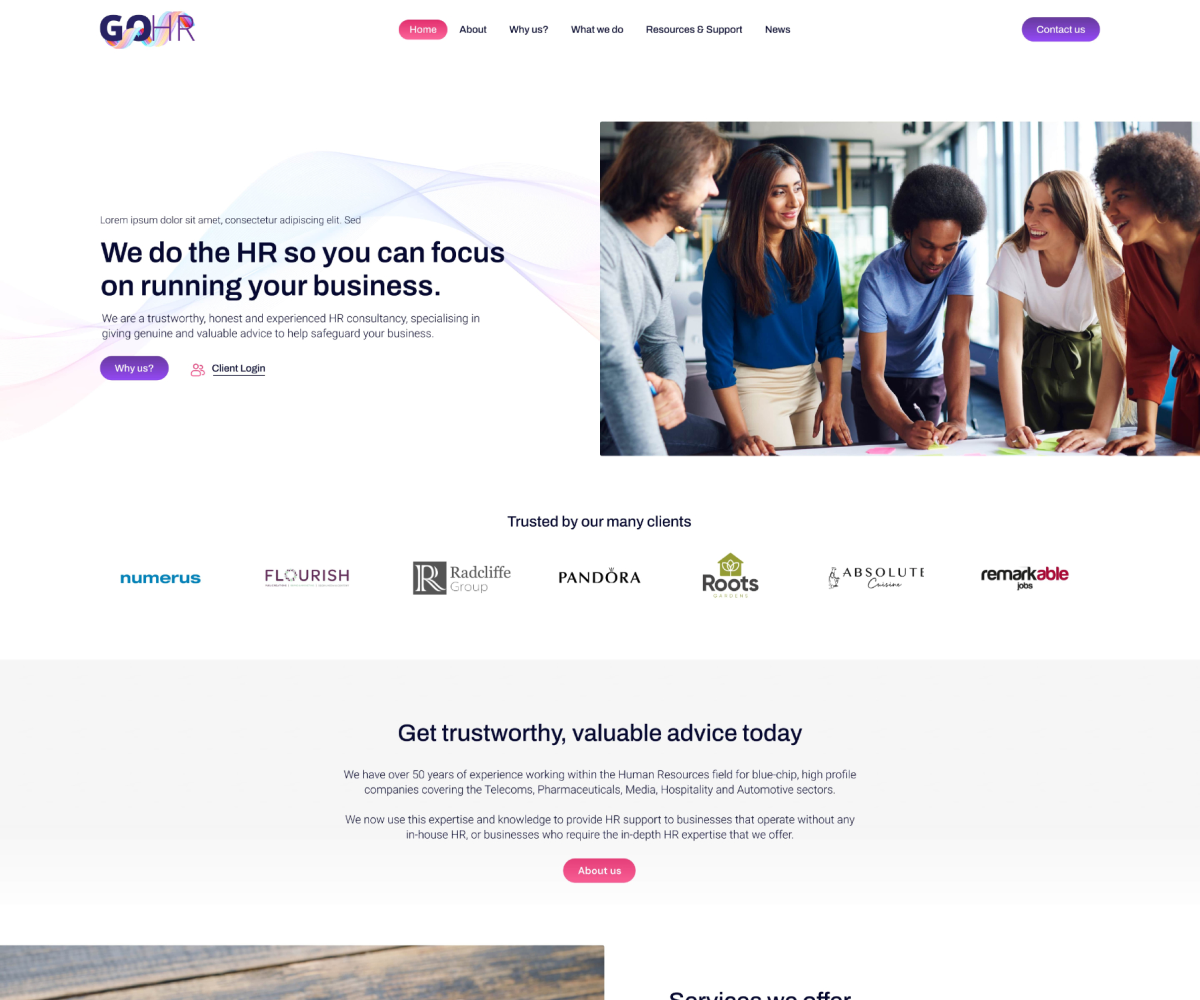 GOHR
Home
About
Why us?
What we do
Resources & Support
News
Contact us
Lorem ipsum dolor sit amet, consectetur adipiscing elit. Sed
We do the HR so you can focus
on running your business.
We are a trustworthy, honest and experienced HR consultancy, specialising in
giving genuine and valuable advice to help safeguard your business.
Why us?
Client Login
Trusted by our many clients
numerus
FLOURISH
Radcliffe
Group
PANDORA
Roots
GARDENS
ABSOLUTE
Cuisine
remarkable
jobs
Get trustworthy, valuable advice today
We have over 50 years of experience working within the Human Resources field for blue-chip, high profile
companies covering the Telecoms, Pharmaceuticals, Media, Hospitality and Automotive sectors.
We now use this expertise and knowledge to provide HR support to businesses that operate without any
in-house HR, or businesses who require the in-depth HR expertise that we offer.
About us
Services we offer